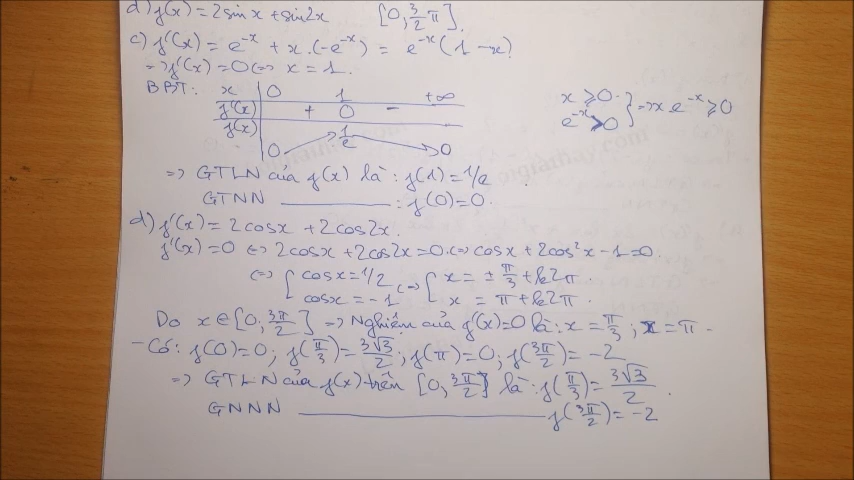 d) f(x) = 2sin x + sin2x [0, 3/2 π].
c) f'(x) = e^-x + x.(-e^-x) = e^-x (1 - x)
=> f'(x) = 0 <=> x = 1.
BBT: x 0 1 +∞
f'(x) + 0 -
f(x) 0 1/e 0
x ⩾ 0.
e^-x > 0 } => x e^-x ⩾ 0
=> GTLN của f(x) là: f(1) = 1/e
GTNN ———— : f(0) = 0.
d) f'(x) = 2cosx + 2cos2x.
f'(x) = 0 <=> 2cosx + 2cos2x = 0. <=> cosx + 2cos²x - 1 = 0.
<=> [ cosx = 1/2 <=> [ x = ± π/3 + k2π.
cosx = -1 x = π + k2π.
Do x ∈ [0, 3π/2] => Nghiệm của f'(x) = 0 là: x = π/3 ; x = π -
- Có: f(0) = 0; f(π/3) = 3√3/2 ; f(π) = 0; f(3π/2) = -2
=> GTLN của f(x) trên [0, 3π/2] là: f(π/3) = 3√3/2
GNNN ———— f(3π/2) = -2